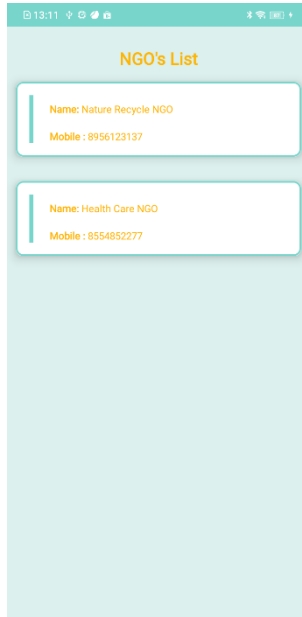 13:11
NGO's List
Name: Nature Recycle NGO
Mobile : 8956123137
Name: Health Care NGO
Mobile : 8554852277